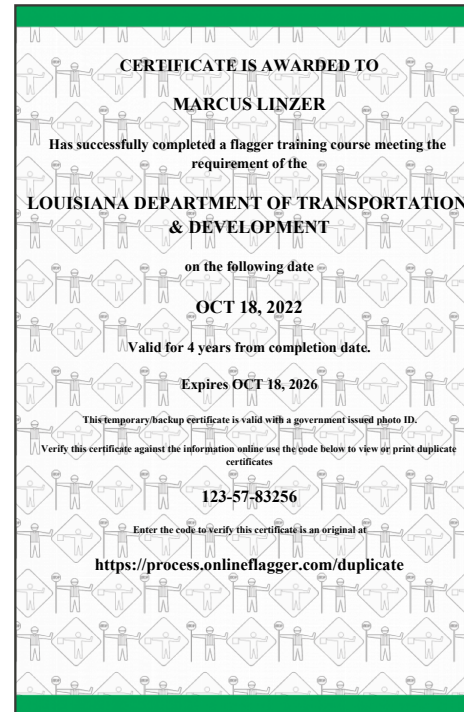 CERTIFICATE IS AWARDED TO
MARCUS LINZER
Has successfully completed a flagger training course meeting the
requirement of the
LOUISIANA DEPARTMENT OF TRANSPORTATION
& DEVELOPMENT
on the following date
OCT 18, 2022
Valid for 4 years from completion date.
Expires OCT 18, 2026
This temporary/backup certificate is valid with a government issued photo ID.
Verify this certificate against the information online use the code below to view or print duplicate
certificates
123-57-83256
Enter the code to verify this certificate is an original at
https://process.onlineflagger.com/duplicate